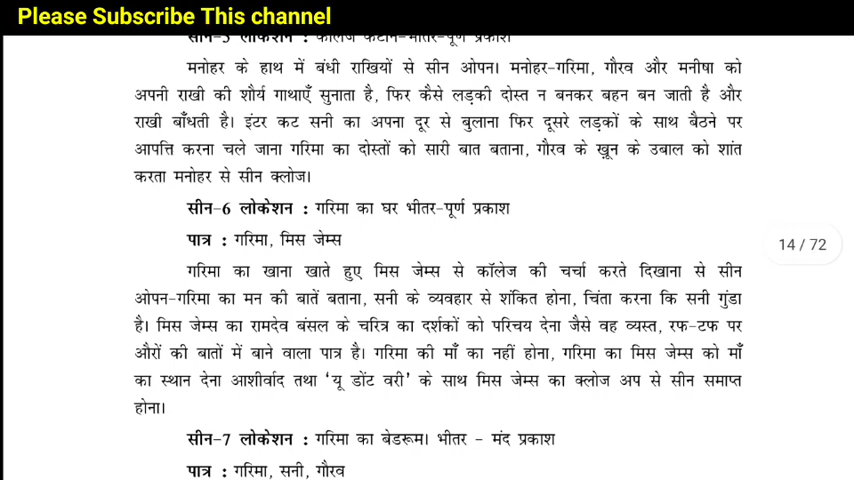 Please Subscribe This channel
सीन-5 लोकेशन : कॉलेज कैंटीन-भीतर-पूर्ण प्रकाश
मनोहर के हाथ में बंधी राखियों से सीन ओपन। मनोहर-गरिमा, गौरव और मनीषा को
अपनी राखी की शौर्य गाथाएँ सुनाता है, फिर कैसे लड़की दोस्त न बनकर बहन बन जाती है और
राखी बाँधती है। इंटर कट सनी का अपना दूर से बुलाना फिर दूसरे लड़कों के साथ बैठने पर
आपत्ति करना चले जाना गरिमा का दोस्तों को सारी बात बताना, गौरव के खून के उबाल को शांत
करता मनोहर से सीन क्लोज।
सीन-6 लोकेशन : गरिमा का घर भीतर-पूर्ण प्रकाश
पात्र : गरिमा, मिस जेम्स
14 / 72
गरिमा का खाना खाते हुए मिस जेम्स से कॉलेज की चर्चा करते दिखाना से सीन
ओपन-गरिमा का मन की बातें बताना, सनी के व्यवहार से शंकित होना, चिंता करना कि सनी गुंडा
है। मिस जेम्स का रामदेव बंसल के चरित्र का दर्शकों को परिचय देना जैसे वह व्यस्त, रफ-टफ पर
औरों की बातों में बाने वाला पात्र है। गरिमा की माँ का नहीं होना, गरिमा का मिस जेम्स को माँ
का स्थान देना आशीर्वाद तथा ‘यू डोंट वरी’ के साथ मिस जेम्स का क्लोज अप से सीन समाप्त
होना।
सीन-7 लोकेशन : गरिमा का बेडरूम। भीतर - मंद प्रकाश
पात्र : गरिमा, सनी, गौरव